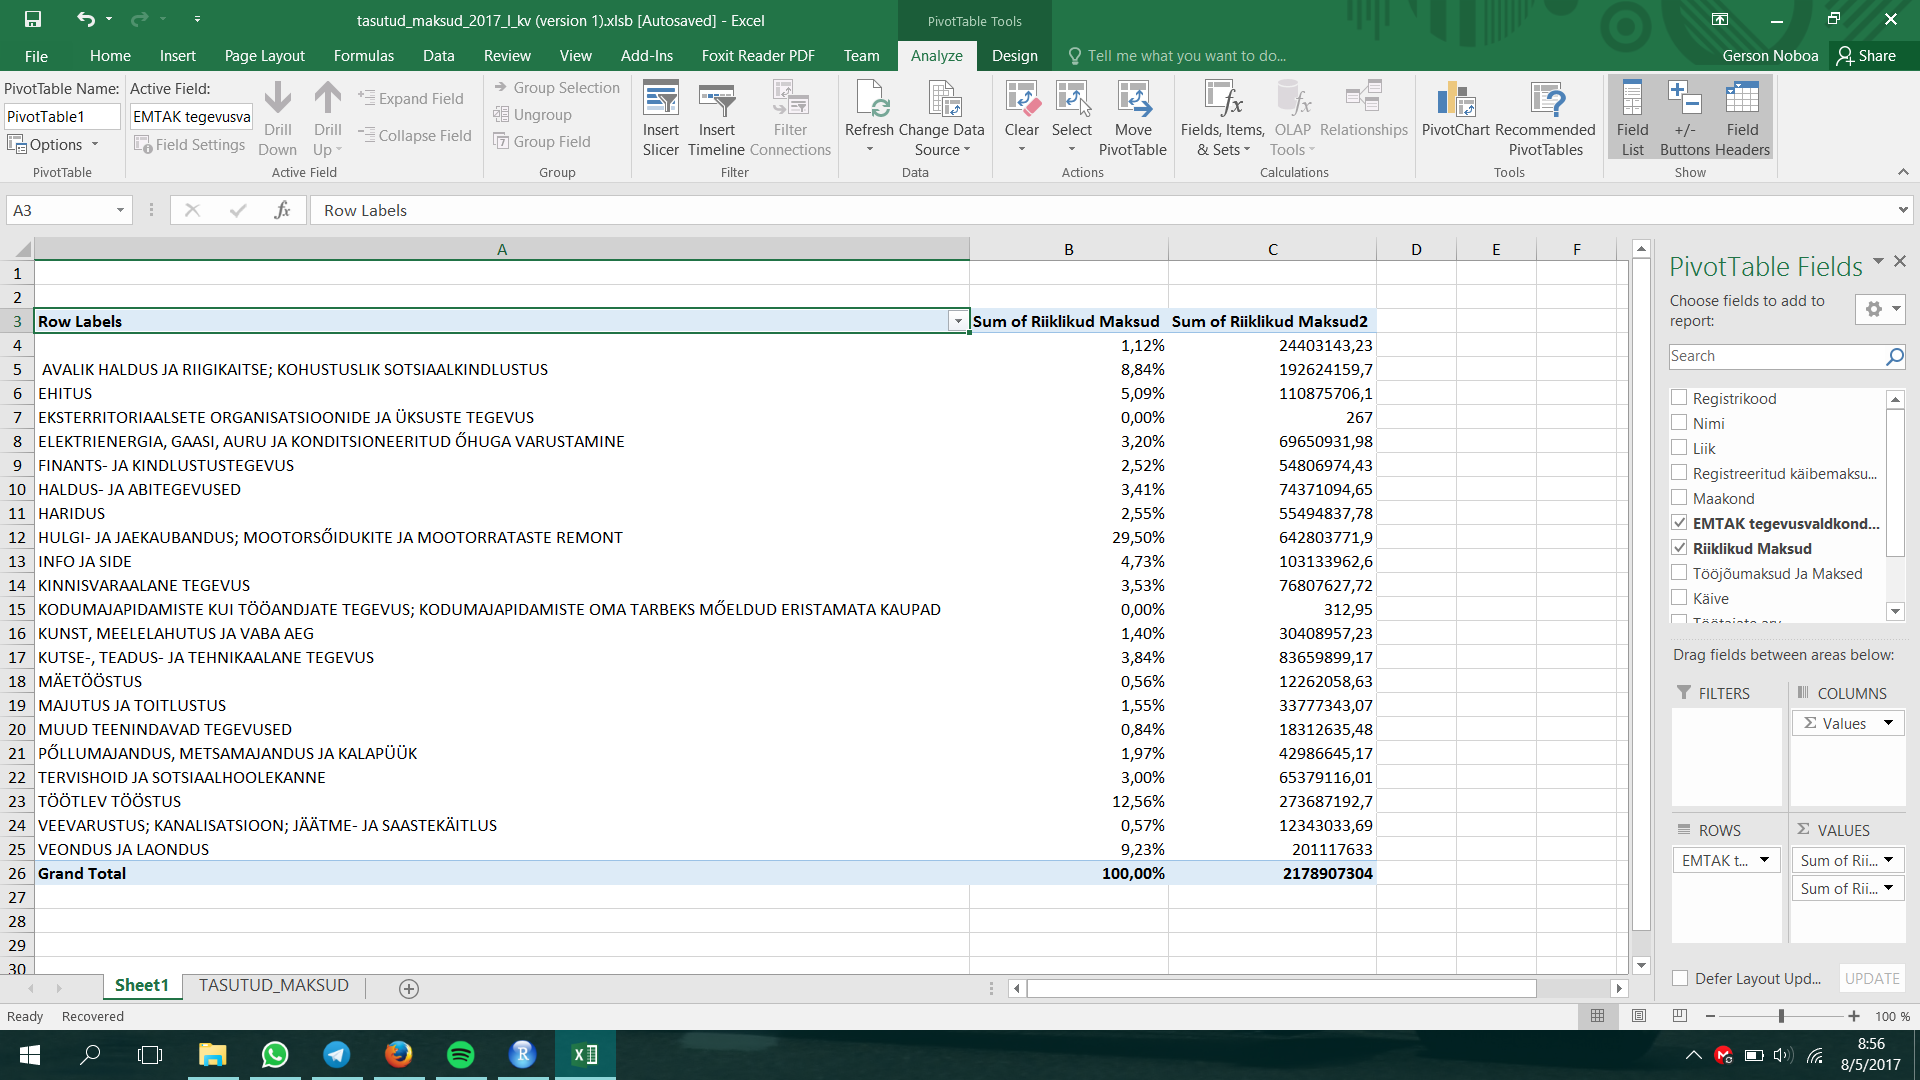 tasutud_maksud_2017_I_kv (version 1).xlsb [Autosaved] - Excel
PivotTable Tools
File Home Insert Page Layout Formulas Data Review View Add-Ins Foxit Reader PDF Team Analyze Design Tell me what you want to do... Gerson Noboa Share
PivotTable Name: Active Field:
PivotTable1 EMTAK tegevusva
Options Field Settings
Drill Down Drill Up
Expand Field
Collapse Field
Group Selection
Ungroup
Group Field
Insert Slicer Insert Timeline Filter Connections
Refresh Change Data Source
Clear Select Move PivotTable
Fields, Items, & Sets OLAP Tools Relationships
PivotChart Recommended PivotTables
Field List +/- Buttons Field Headers
PivotTable Active Field Group Filter Data Actions Calculations Tools Show
A3 fx Row Labels
A B C D E F
1
2
3 Row Labels Sum of Riiklikud Maksud Sum of Riiklikud Maksud2
4 1,12% 24403143,23
5 AVALIK HALDUS JA RIIGIKAITSE; KOHUSTUSLIK SOTSIAALKINDLUSTUS 8,84% 192624159,7
6 EHITUS 5,09% 110875706,1
7 EKSTERRITORIAALSETE ORGANISATSIOONIDE JA ÜKSUSTE TEGEVUS 0,00% 267
8 ELEKTRIENERGIA, GAASI, AURU JA KONDITSIONEERITUD ÕHUGA VARUSTAMINE 3,20% 69650931,98
9 FINANTS- JA KINDLUSTUSTEGEVUS 2,52% 54806974,43
10 HALDUS- JA ABITEGEVUSED 3,41% 74371094,65
11 HARIDUS 2,55% 55494837,78
12 HULGI- JA JAEKAUBANDUS; MOOTORSÕIDUKITE JA MOOTORRATASTE REMONT 29,50% 642803771,9
13 INFO JA SIDE 4,73% 103133962,6
14 KINNISVARAALANE TEGEVUS 3,53% 76807627,72
15 KODUMAJAPIDAMISTE KUI TÖÖANDJATE TEGEVUS; KODUMAJAPIDAMISTE OMA TARBEKS MÕELDUD ERISTAMATA KAUPAD 0,00% 312,95
16 KUNST, MEELELAHUTUS JA VABA AEG 1,40% 30408957,23
17 KUTSE-, TEADUS- JA TEHNIKAALANE TEGEVUS 3,84% 83659899,17
18 MÄETÖÖSTUS 0,56% 12262058,63
19 MAJUTUS JA TOITLUSTUS 1,55% 33777343,07
20 MUUD TEENINDAVAD TEGEVUSED 0,84% 18312635,48
21 PÕLLUMAJANDUS, METSAMAJANDUS JA KALAPÜÜK 1,97% 42986645,17
22 TERVISHOID JA SOTSIAALHOOLEKANNE 3,00% 65379116,01
23 TÖÖTLEV TÖÖSTUS 12,56% 273687192,7
24 VEEVARUSTUS; KANALISATSIOON; JÄÄTME- JA SAASTEKÄITLUS 0,57% 12343033,69
25 VEONDUS JA LAONDUS 9,23% 201117633
26 Grand Total 100,00% 2178907304
27
28
29
30
PivotTable Fields
Choose fields to add to
report:
Search
Registrikood
Nimi
Liik
Registreeritud käibemaksu...
Maakond
EMTAK tegevusvaldkond...
Riiklikud Maksud
Tööjõumaksud Ja Maksed
Käive
Töötajate arv
Drag fields between areas below:
FILTERS COLUMNS
Σ Values
ROWS Σ VALUES
EMTAK t... Sum of Rii...
Sum of Rii...
Defer Layout Upd... UPDATE
Sheet1 TASUTUD_MAKSUD
Ready Recovered 100 %
8:56
8/5/2017